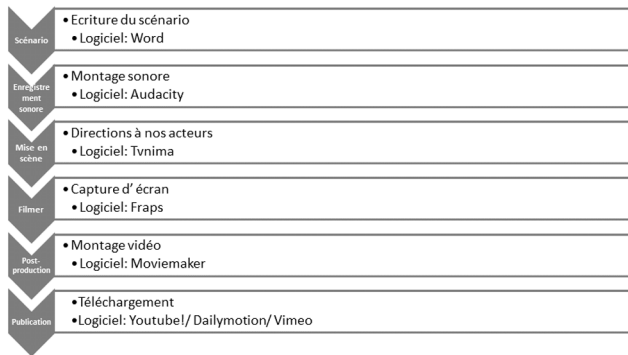 Scénario
• Ecriture du scénario
• Logiciel: Word
Enregistre
ment
sonore
• Montage sonore
• Logiciel: Audacity
Mise en
scène
• Directions à nos acteurs
• Logiciel: Tvnima
Filmer
• Capture d' écran
• Logiciel: Fraps
Post-
production
• Montage vidéo
• Logiciel: Moviemaker
Publication
• Téléchargement
• Logiciel: Youtube!/ Dailymotion/ Vimeo